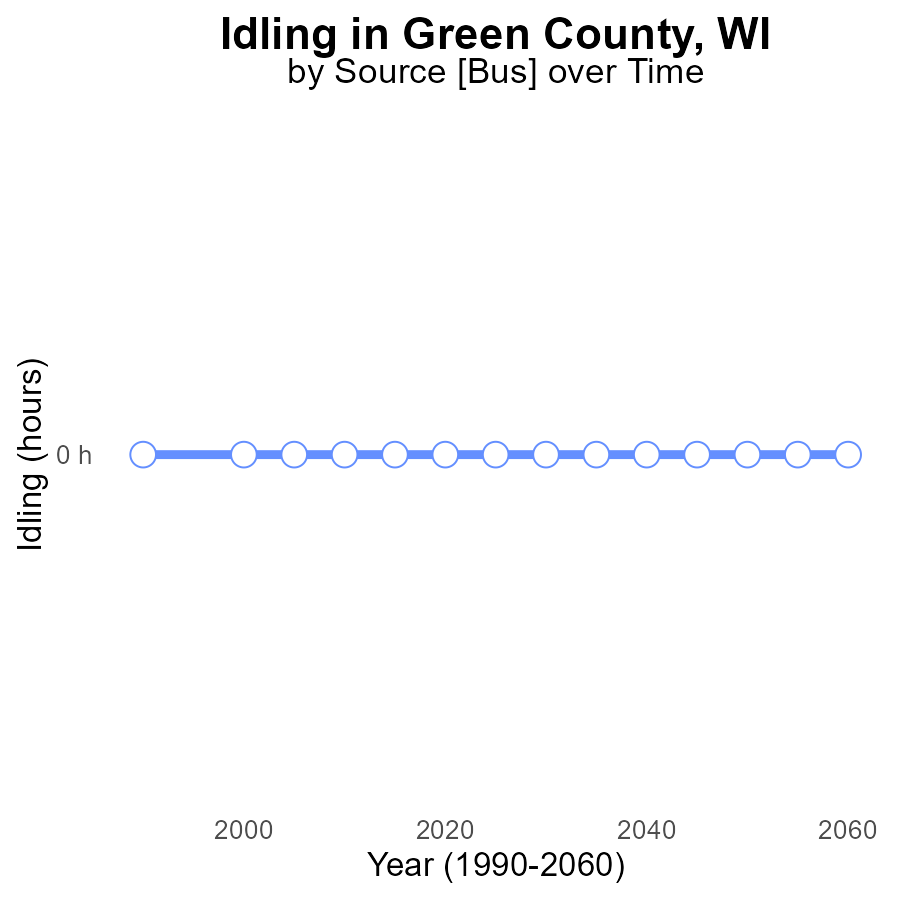 Idling in Green County, WI
by Source [Bus] over Time
Idling (hours)
0 h
2000 2020 2040 2060
Year (1990-2060)